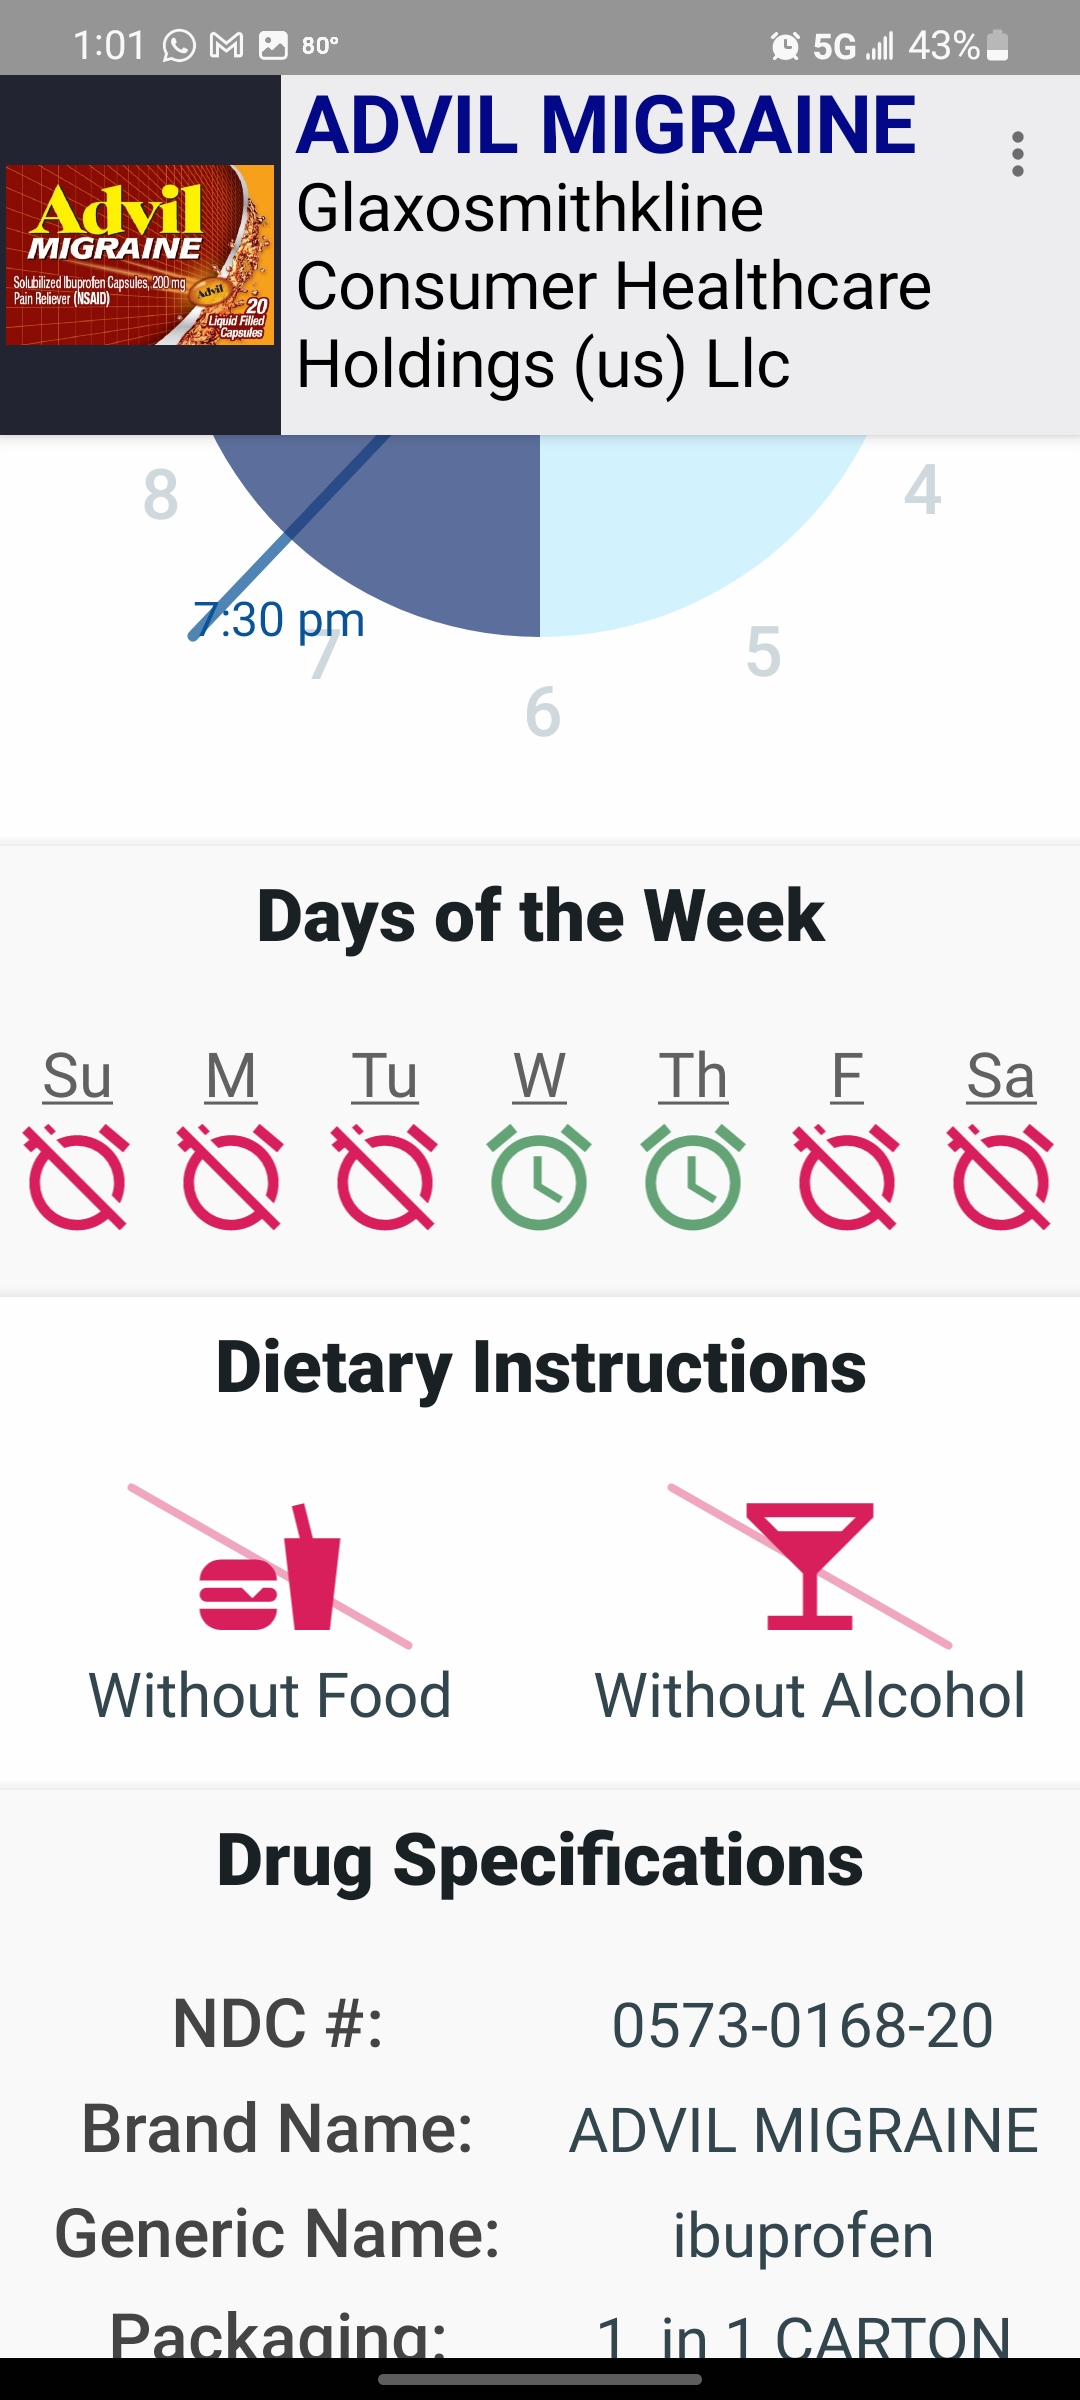 1:01 80° 5G 43%
ADVIL MIGRAINE
Glaxosmithkline
Consumer Healthcare
Holdings (us) Llc
Advil
MIGRAINE
Solubilized Ibuprofen Capsules, 200 mg
Pain Reliever (NSAID)
Advil
20
Liquid Filled
Capsules
8
4
7:30 pm
7
5
6
Days of the Week
Su M Tu W Th F Sa
Dietary Instructions
Without Food Without Alcohol
Drug Specifications
NDC #: 0573-0168-20
Brand Name: ADVIL MIGRAINE
Generic Name: ibuprofen
Packaging: 1 in 1 CARTON